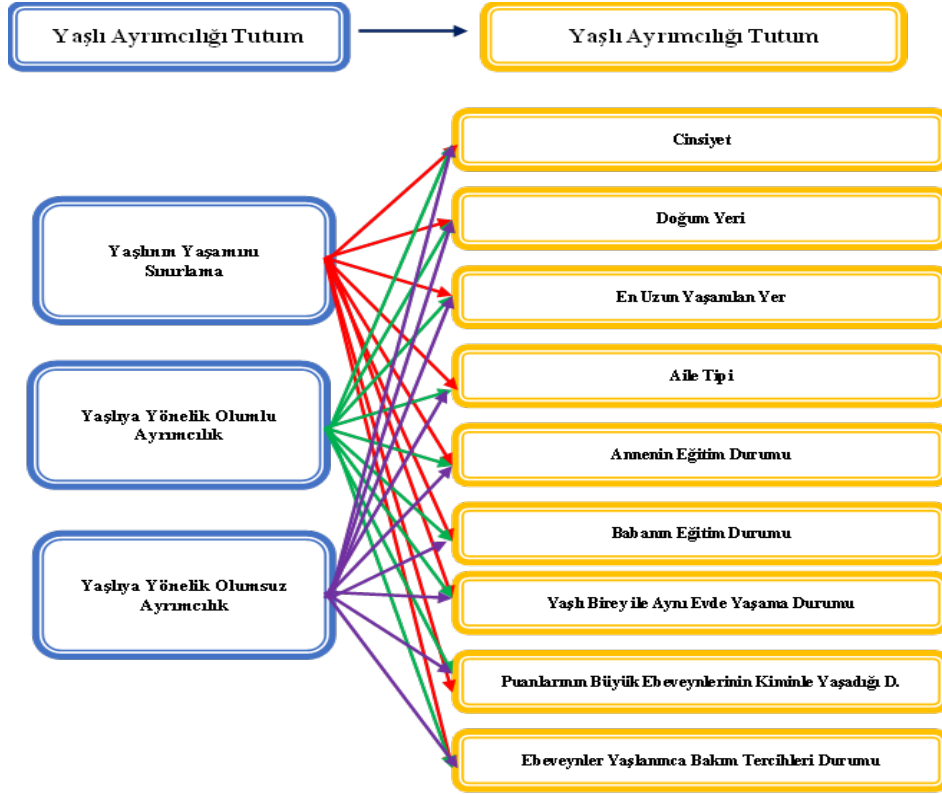 Yaşlı Ayrımcılığı Tutum
Yaşlı Ayrımcılığı Tutum
Yaşlının Yaşamını
Sınırlama
Yaşlıya Yönelik Olumlu
Ayrımcılık
Yaşlıya Yönelik Olumsuz
Ayrımcılık
Cinsiyet
Doğum Yeri
En Uzun Yaşanılan Yer
Aile Tipi
Annenin Eğitim Durumu
Babanın Eğitim Durumu
Yaşlı Birey ile Aynı Evde Yaşama Durumu
Puanlarının Büyük Ebeveynlerinin Kiminle Yaşadığı D.
Ebeveynler Yaşlanınca Bakım Tercihleri Durumu